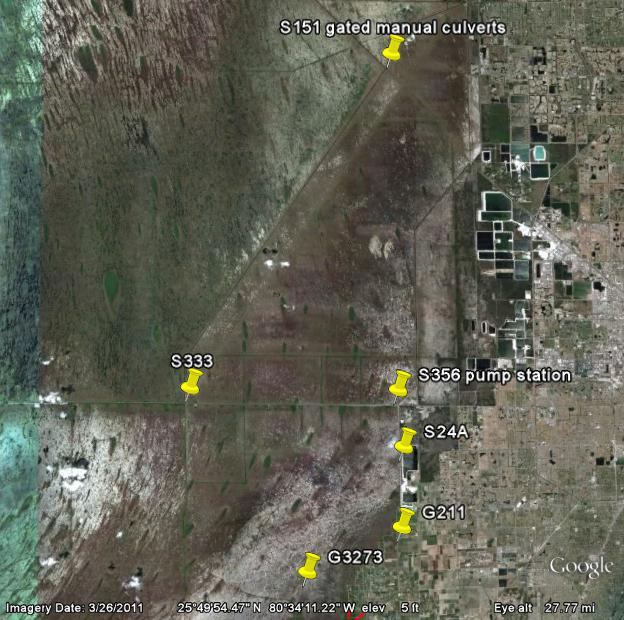 S151 gated manual culverts
S333
S356 pump station
S24A
G211
G3273
Google
Imagery Date: 3/26/2011 25°49'54.47" N 80°34'11.22" W elev 5 ft Eye alt 27.77 mi